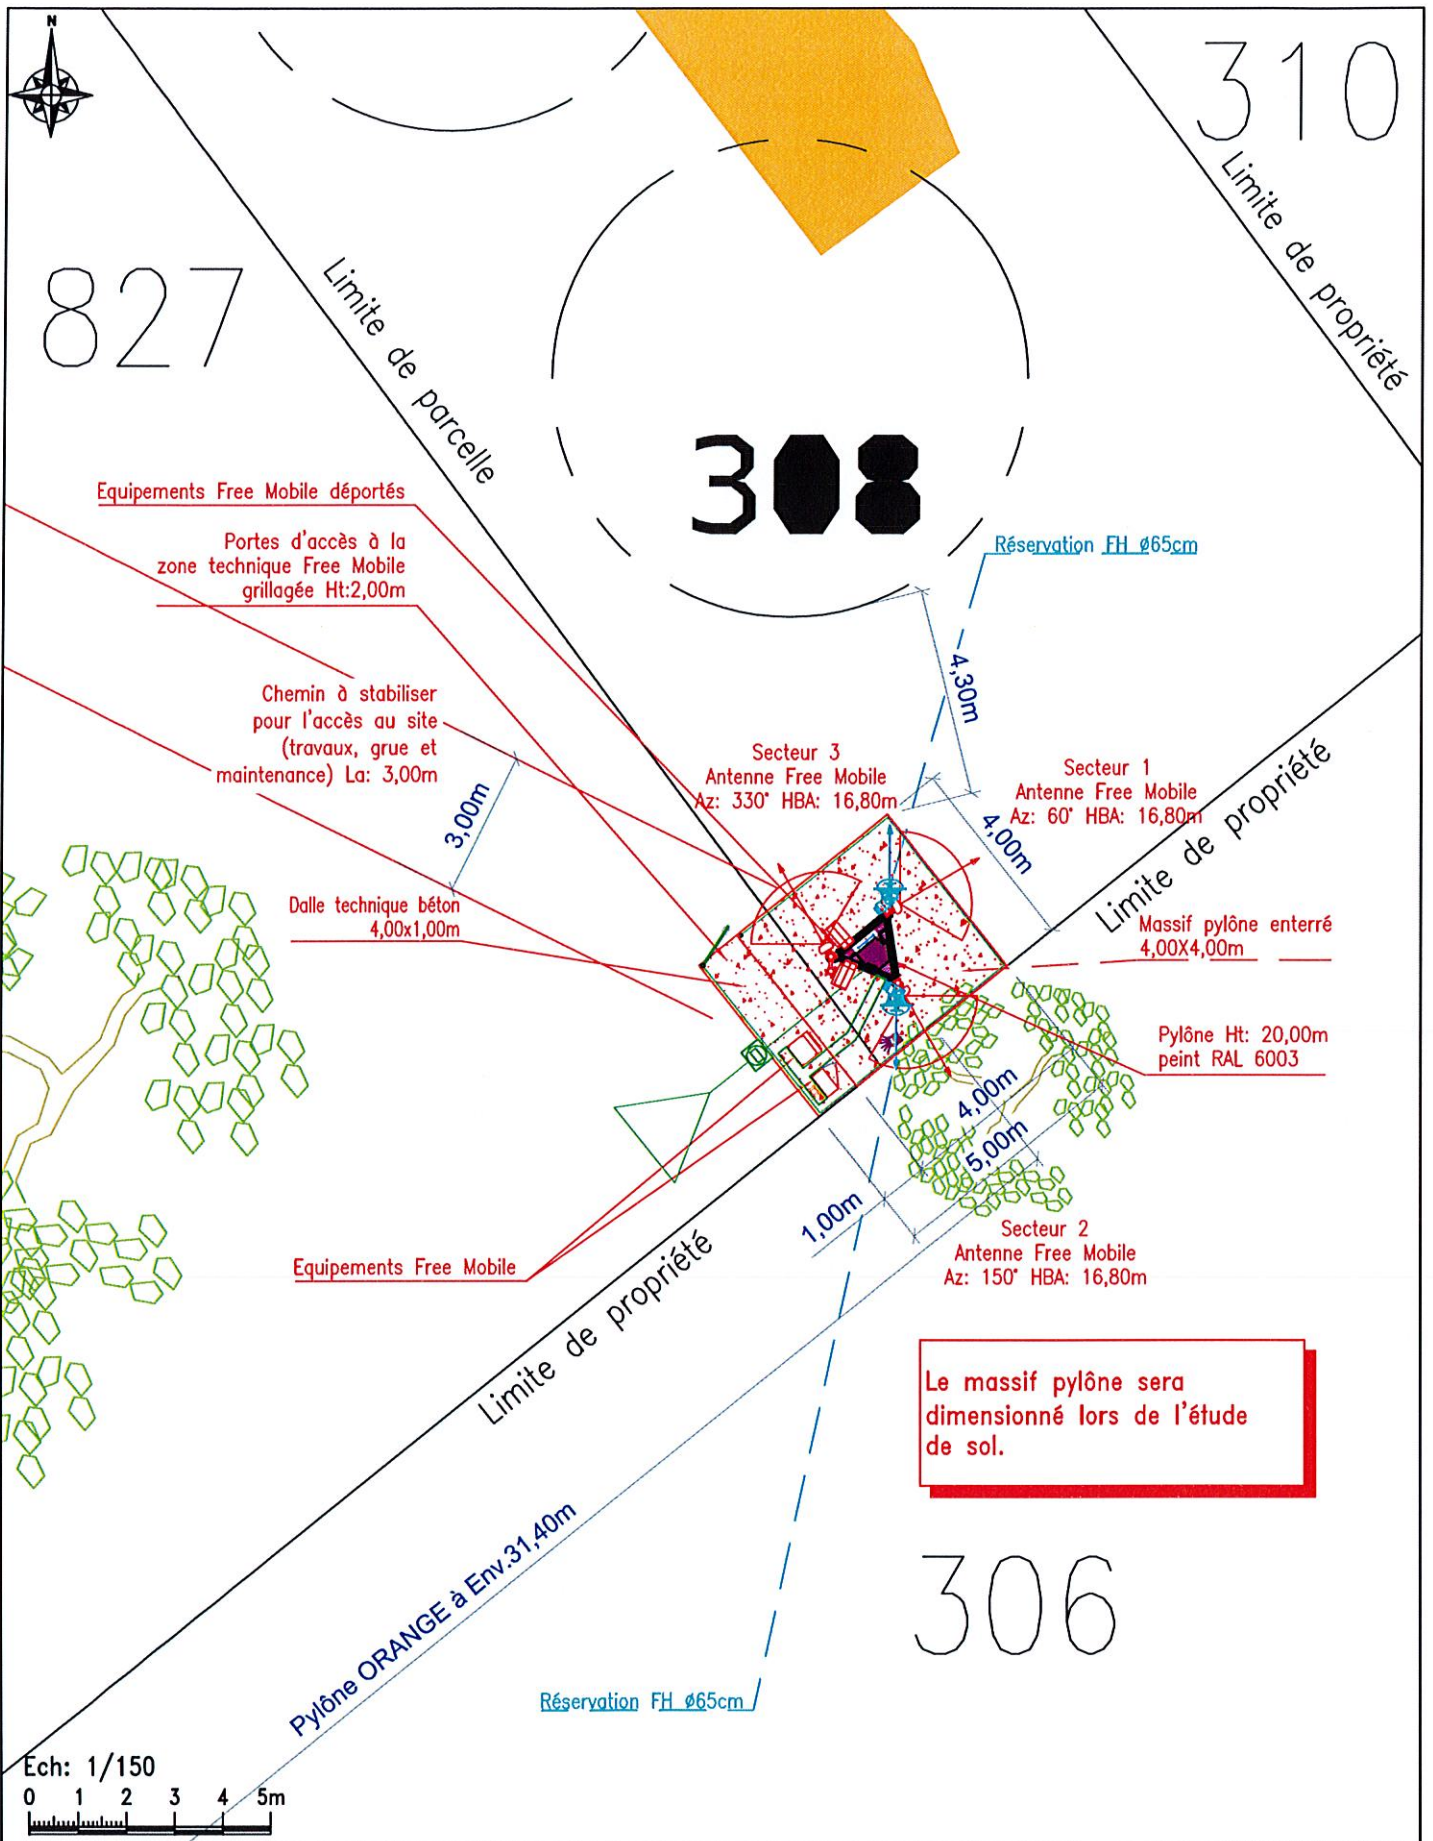 N
310
Limite de propriété
827
Limite de parcelle
308
Equipements Free Mobile déportés
Portes d'accès à la
zone technique Free Mobile
grillagée Ht:2,00m
Réservation FH ø65cm
4,30m
Chemin à stabiliser
pour l'accès au site
(travaux, grue et
maintenance) La: 3,00m
3,00m
Secteur 3
Antenne Free Mobile
Az: 330° HBA: 16,80m
Secteur 1
Antenne Free Mobile
Az: 60° HBA: 16,80m
4,00m
Limite de propriété
Dalle technique béton
4,00x1,00m
Massif pylône enterré
4,00X4,00m
Pylône Ht: 20,00m
peint RAL 6003
4,00m
5,00m
1,00m
Secteur 2
Antenne Free Mobile
Az: 150° HBA: 16,80m
Equipements Free Mobile
Limite de propriété
Le massif pylône sera
dimensionné lors de l'étude
de sol.
Pylône ORANGE à Env.31,40m
306
Réservation FH ø65cm
Ech: 1/150
0 1 2 3 4 5m